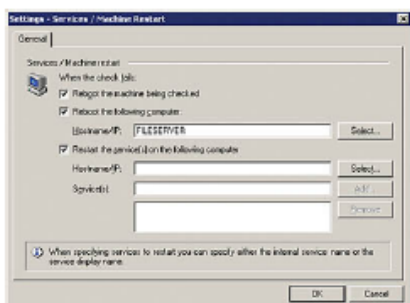 Settings - Services / Machine Restart
General
Services / Machine restart
When the check fails:
Reboot the machine being checked
Reboot the following computer:
Hostname/IP: FILESERVER Select...
Restart the service(s) on the following computer
Hostname/IP: Select...
Service(s): Add...
Remove
When specifying services to restart you can specify either the internal service name or the
service display name.
OK Cancel